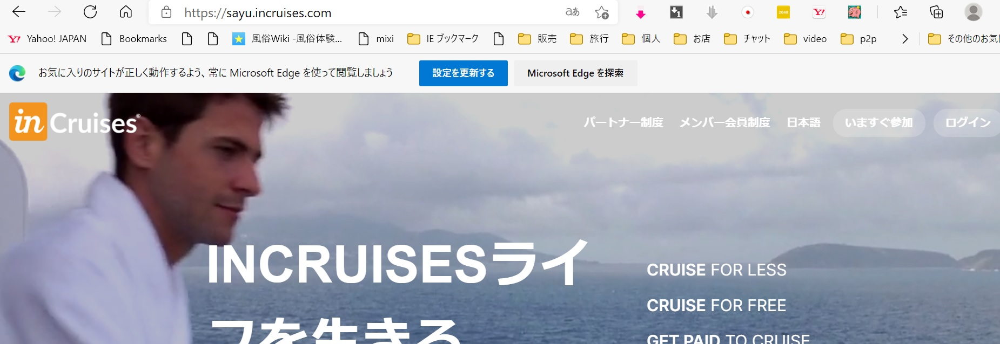 https://sayu.incruises.com
aあ
1
2048
Y!
Y! Yahoo! JAPAN Bookmarks 風俗Wiki -風俗体験... mixi IE ブックマーク 販売 旅行 個人 お店 チャット video p2p その他のお気
お気に入りのサイトが正しく動作するよう、常に Microsoft Edge を使って閲覧しましょう 設定を更新する Microsoft Edge を探索
in Cruises® パートナー制度 メンバー会員制度 日本語 いますぐ参加 ログイン
INCRUISESライ
フを生きる
CRUISE FOR LESS
CRUISE FOR FREE
GET PAID TO CRUISE